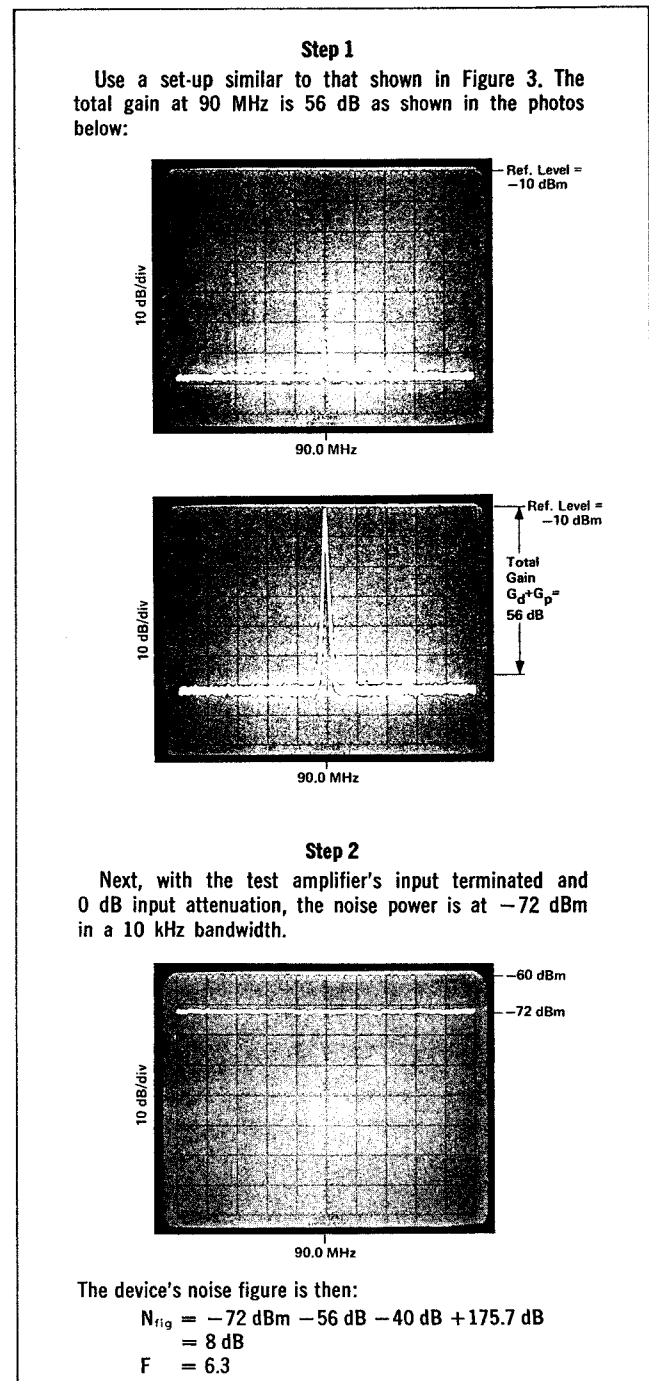 Step 1
Use a set-up similar to that shown in Figure 3. The
total gain at 90 MHz is 56 dB as shown in the photos
below:
Ref. Level =
−10 dBm
10 dB/div
90.0 MHz
Ref. Level =
−10 dBm
Total
Gain
Gd+Gp=
56 dB
10 dB/div
90.0 MHz
Step 2
Next, with the test amplifier's input terminated and
0 dB input attenuation, the noise power is at −72 dBm
in a 10 kHz bandwidth.
−60 dBm
−72 dBm
10 dB/div
90.0 MHz
The device's noise figure is then:
Nfig = −72 dBm −56 dB −40 dB +175.7 dB
= 8 dB
F = 6.3